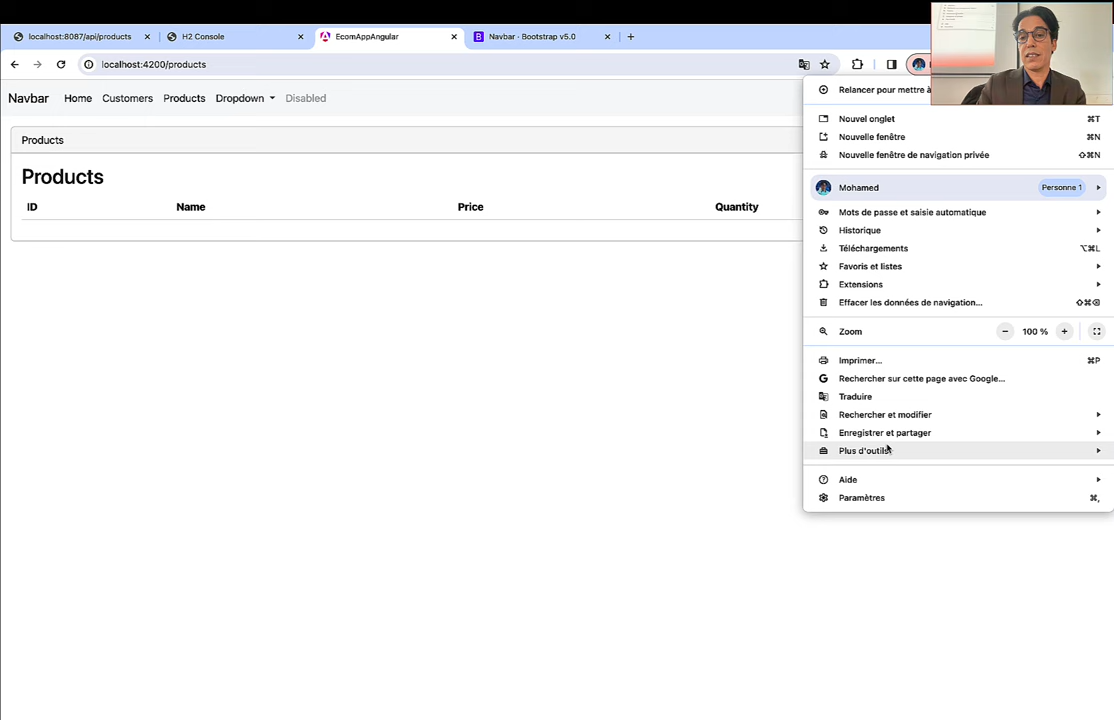 localhost:8087/api/products
H2 Console
EcomAppAngular
Navbar · Bootstrap v5.0
localhost:4200/products
Navbar
Home
Customers
Products
Dropdown
Disabled
Products
Products
ID Name Price Quantity
Relancer pour mettre à
Nouvel onglet ⌘T
Nouvelle fenêtre ⌘N
Nouvelle fenêtre de navigation privée ⇧⌘N
Mohamed Personne 1
Mots de passe et saisie automatique
Historique
Téléchargements ⌥⌘L
Favoris et listes
Extensions
Effacer les données de navigation... ⇧⌘⌫
Zoom − 100 % +
Imprimer... ⌘P
Rechercher sur cette page avec Google...
Traduire
Rechercher et modifier
Enregistrer et partager
Plus d'outils
Aide
Paramètres ⌘,